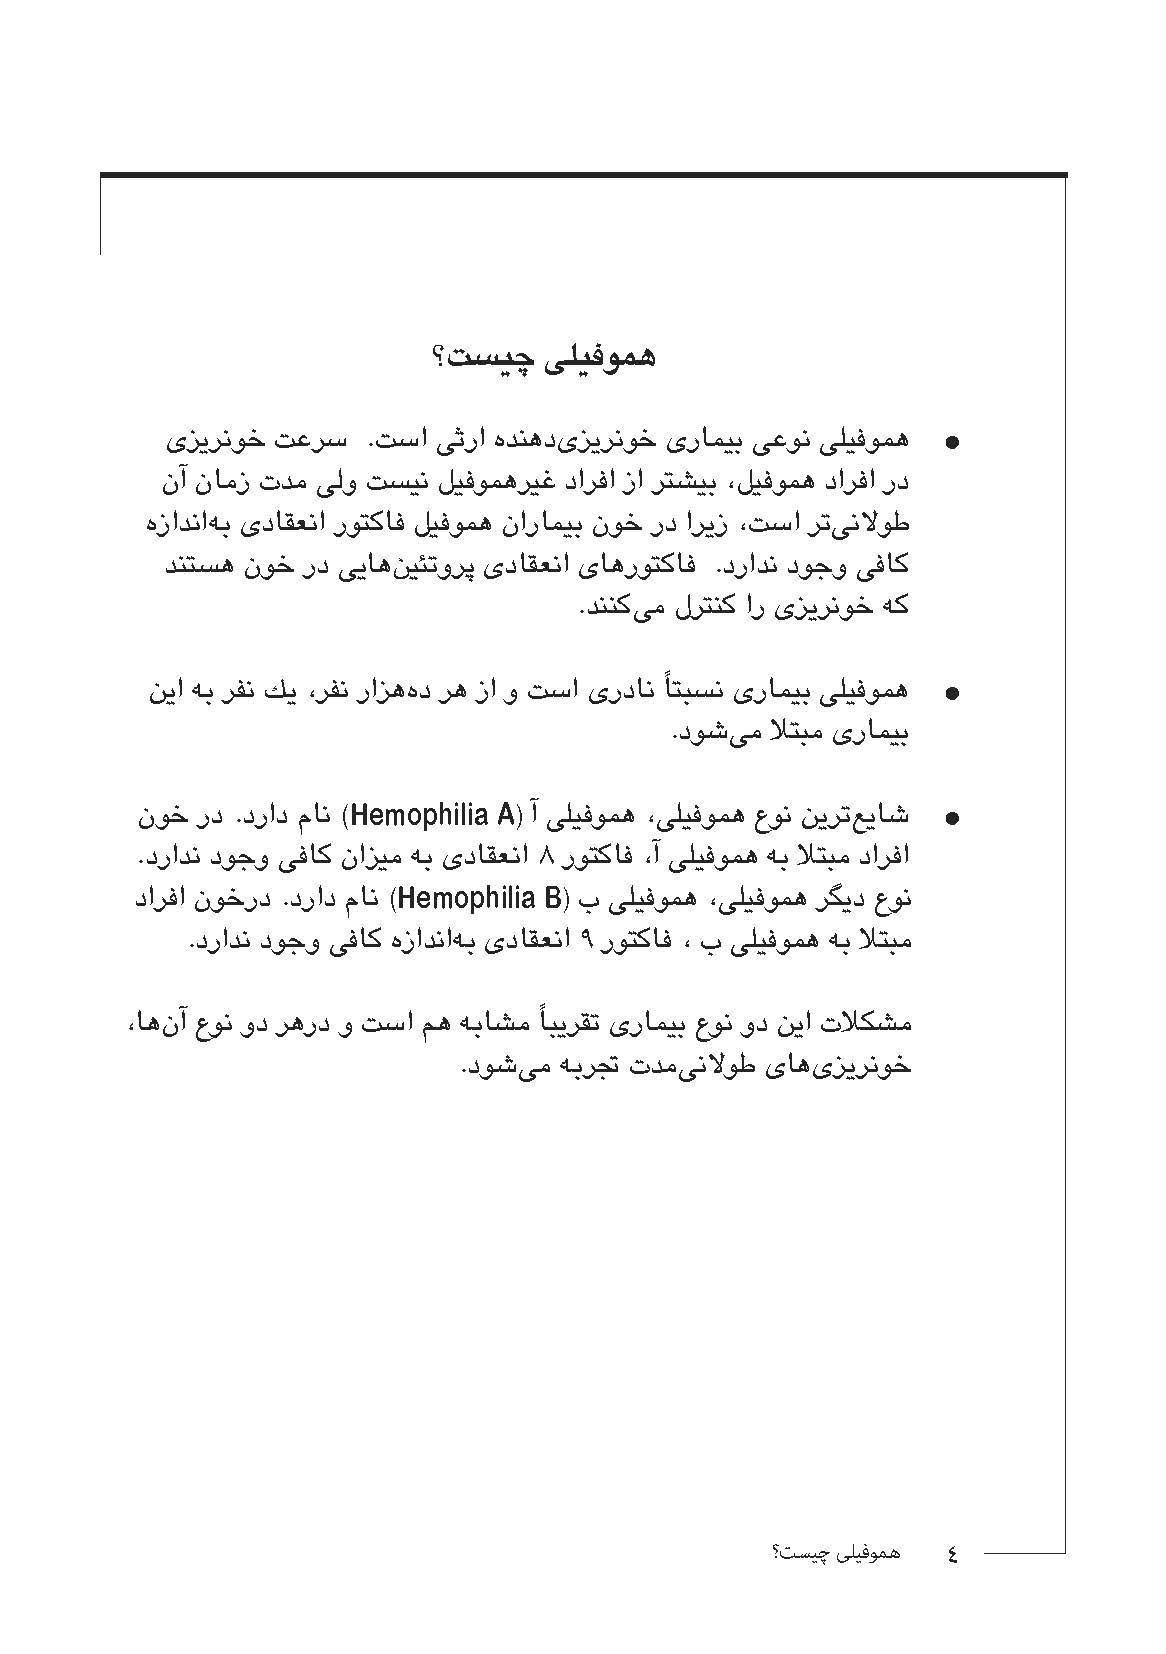 هموفیلی چیست؟
● هموفیلی نوعی بیماری خونریزی‌دهنده ارثی است. سرعت خونریزی
در افراد هموفیل، بیشتر از افراد غیرهموفیل نیست ولی مدت زمان آن
طولانی‌تر است، زیرا در خون بیماران هموفیل فاکتور انعقادی به‌اندازه
کافی وجود ندارد. فاکتورهای انعقادی پروتئین‌هایی در خون هستند
که خونریزی را کنترل می‌کنند.
● هموفیلی بیماری نسبتاً نادری است و از هر ده‌هزار نفر، یك نفر به این
بیماری مبتلا می‌شود.
● شایع‌ترین نوع هموفیلی، هموفیلی آ (Hemophilia A) نام دارد. در خون
افراد مبتلا به هموفیلی آ، فاکتور ۸ انعقادی به میزان کافی وجود ندارد.
نوع دیگر هموفیلی، هموفیلی ب (Hemophilia B) نام دارد. درخون افراد
مبتلا به هموفیلی ب ، فاکتور ۹ انعقادی به‌اندازه کافی وجود ندارد.
مشکلات این دو نوع بیماری تقریباً مشابه هم است و درهر دو نوع آن‌ها،
خونریزی‌های طولانی‌مدت تجربه می‌شود.
٤ هموفیلی چیست؟